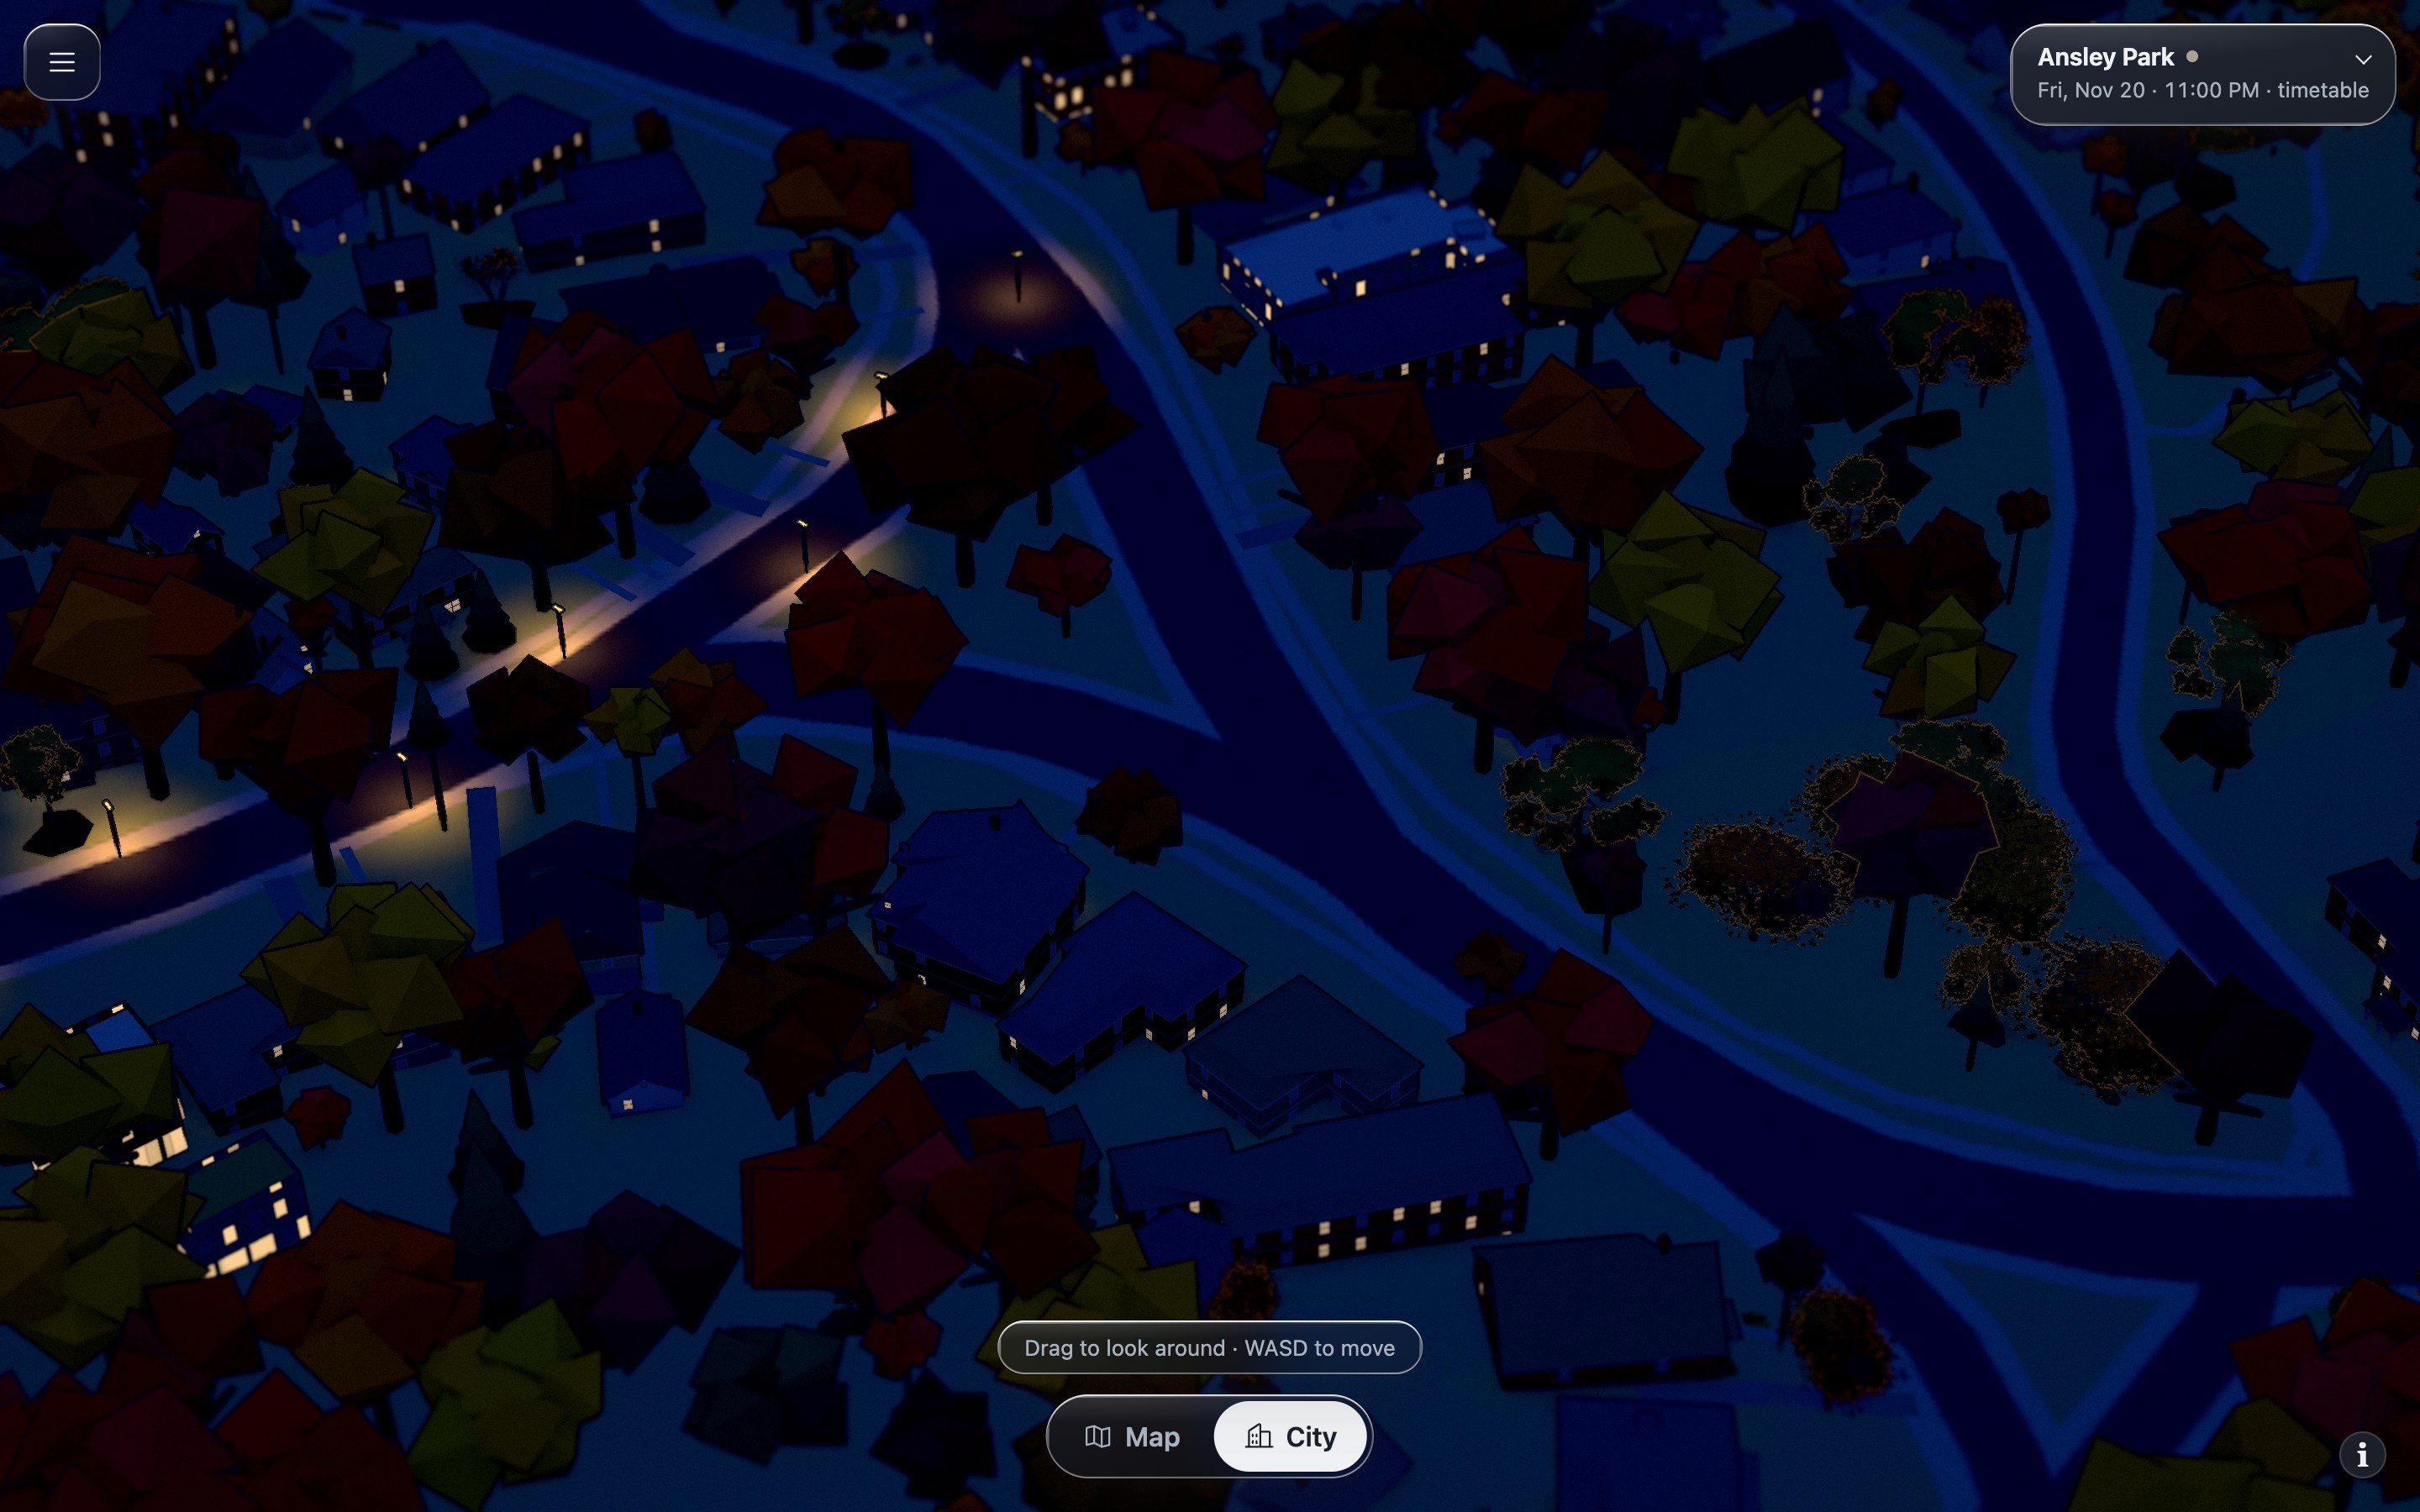 Ansley Park
Fri, Nov 20 · 11:00 PM · timetable
Drag to look around · WASD to move
Map
City
i